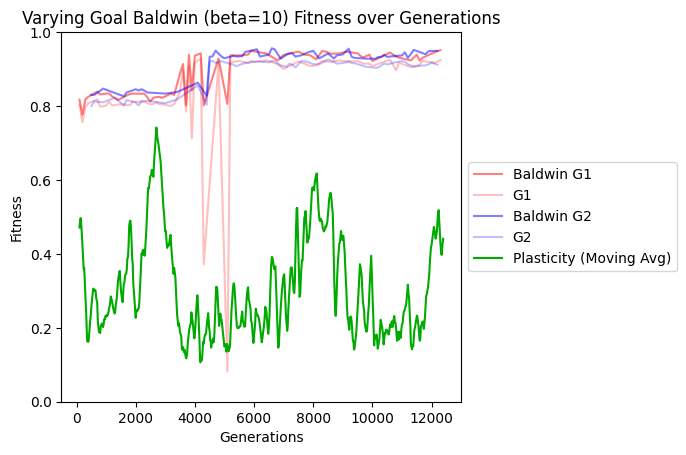 Varying Goal Baldwin (beta=10) Fitness over Generations
1.0
0.8
0.6
0.4
0.2
0.0
Fitness
0 2000 4000 6000 8000 10000 12000
Generations
Baldwin G1
G1
Baldwin G2
G2
Plasticity (Moving Avg)